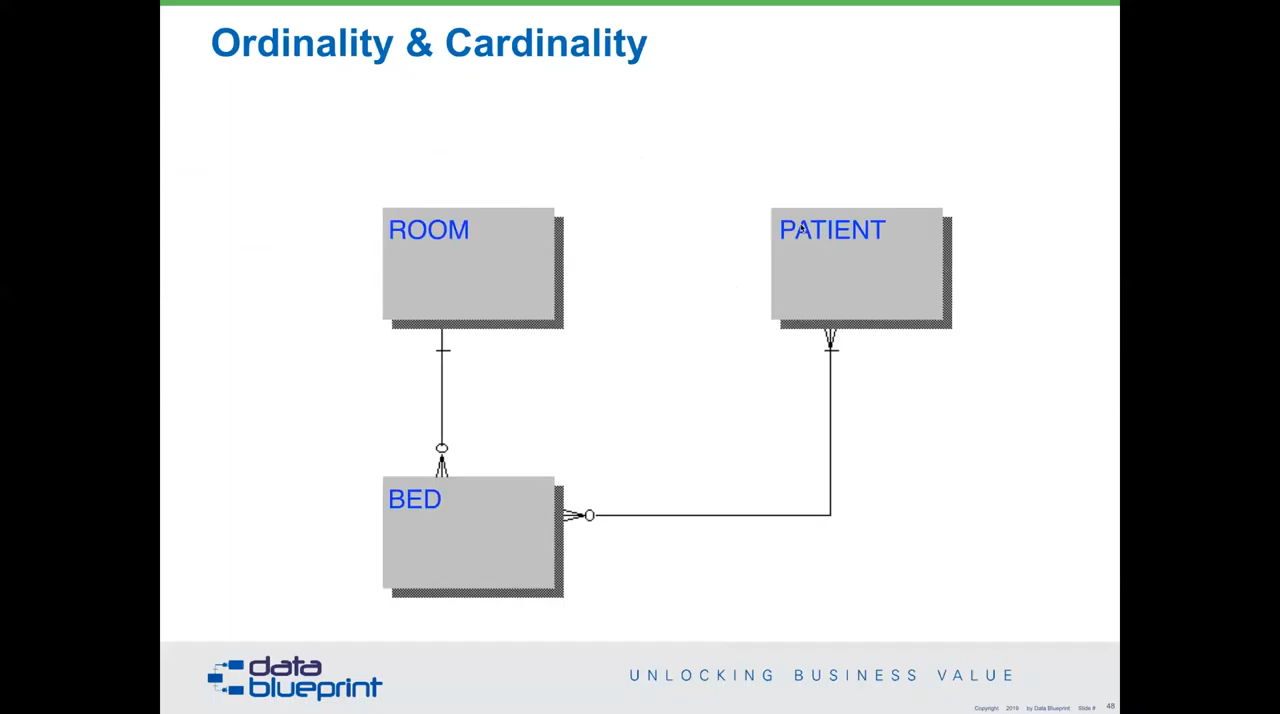 Ordinality & Cardinality
ROOM
PATIENT
BED
data
blueprint
UNLOCKING BUSINESS VALUE
Copyright 2019 by Data Blueprint Slide # 48